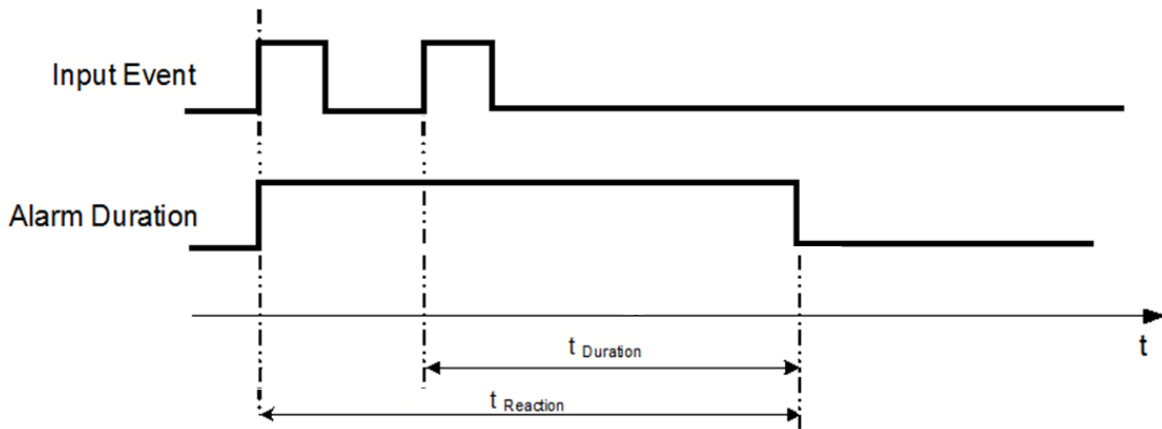 Input Event
Alarm Duration
t
t Duration
t Reaction